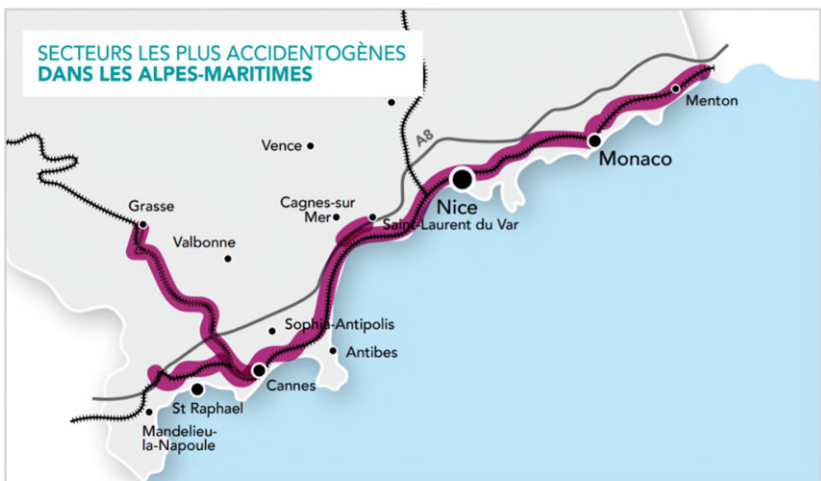 SECTEURS LES PLUS ACCIDENTOGÈNES
DANS LES ALPES-MARITIMES
A8
Menton
Vence
Monaco
Grasse
Cagnes-sur
Mer
Nice
Saint-Laurent du Var
Valbonne
Sophia-Antipolis
Antibes
Cannes
St Raphael
Mandelieu-
la-Napoule